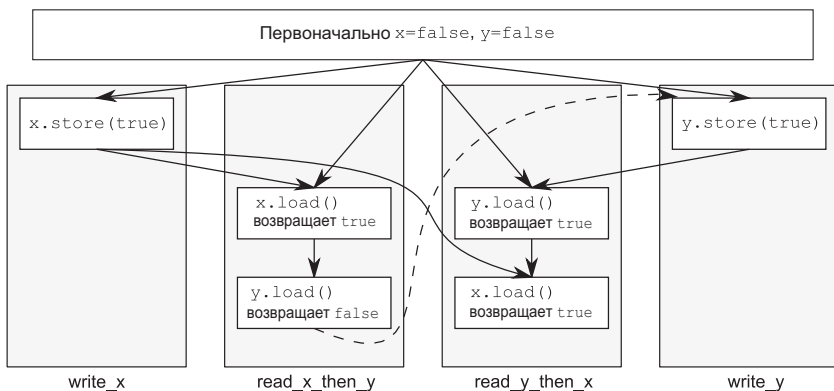 Первоначально x=false, y=false
x.store(true)
y.store(true)
x.load()
возвращает true
y.load()
возвращает true
y.load()
возвращает false
x.load()
возвращает true
write_x
read_x_then_y
read_y_then_x
write_y